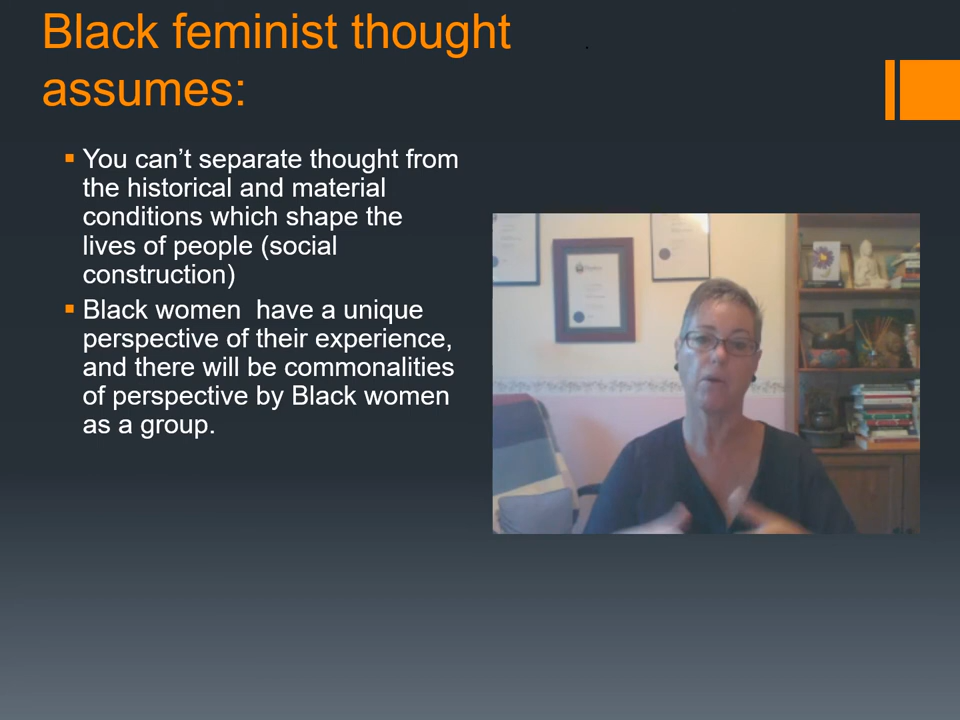 Black feminist thought
assumes:
You can’t separate thought from
the historical and material
conditions which shape the
lives of people (social
construction)
Black women  have a unique
perspective of their experience,
and there will be commonalities
of perspective by Black women
as a group.